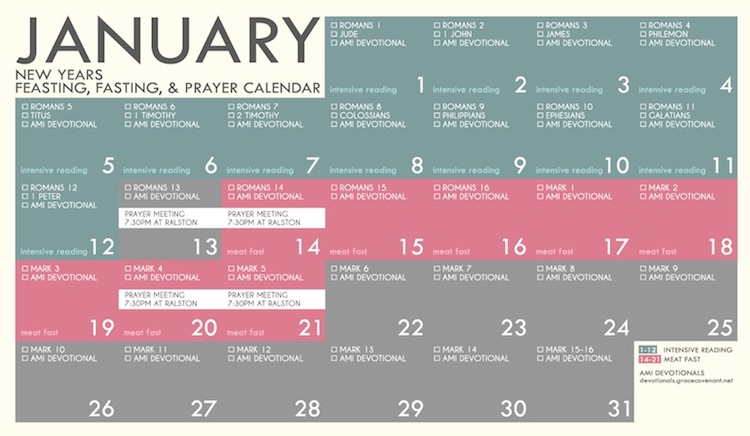 JANUARY
NEW YEARS
FEASTING, FASTING, & PRAYER CALENDAR
ROMANS 1
JUDE
AMI DEVOTIONAL
intensive reading 1
ROMANS 2
1 JOHN
AMI DEVOTIONAL
intensive reading 2
ROMANS 3
JAMES
AMI DEVOTIONAL
intensive reading 3
ROMANS 4
PHILEMON
AMI DEVOTIONAL
intensive reading 4
ROMANS 5
TITUS
AMI DEVOTIONAL
intensive reading 5
ROMANS 6
1 TIMOTHY
AMI DEVOTIONAL
intensive reading 6
ROMANS 7
2 TIMOTHY
AMI DEVOTIONAL
intensive reading 7
ROMANS 8
COLOSSIANS
AMI DEVOTIONAL
intensive reading 8
ROMANS 9
PHILIPPIANS
AMI DEVOTIONAL
intensive reading 9
ROMANS 10
EPHESIANS
AMI DEVOTIONAL
intensive reading 10
ROMANS 11
GALATIANS
AMI DEVOTIONAL
intensive reading 11
ROMANS 12
1 PETER
AMI DEVOTIONAL
intensive reading 12
ROMANS 13
AMI DEVOTIONAL
PRAYER MEETING
7:30PM AT RALSTON
13
ROMANS 14
AMI DEVOTIONAL
PRAYER MEETING
7:30PM AT RALSTON
meat fast 14
ROMANS 15
AMI DEVOTIONAL
meat fast 15
ROMANS 16
AMI DEVOTIONAL
meat fast 16
MARK 1
AMI DEVOTIONAL
meat fast 17
MARK 2
AMI DEVOTIONAL
meat fast 18
MARK 3
AMI DEVOTIONAL
meat fast 19
MARK 4
AMI DEVOTIONAL
PRAYER MEETING
7:30PM AT RALSTON
meat fast 20
MARK 5
AMI DEVOTIONAL
PRAYER MEETING
7:30PM AT RALSTON
meat fast 21
MARK 6
AMI DEVOTIONAL
22
MARK 7
AMI DEVOTIONAL
23
MARK 8
AMI DEVOTIONAL
24
MARK 9
AMI DEVOTIONAL
25
MARK 10
AMI DEVOTIONAL
26
MARK 11
AMI DEVOTIONAL
27
MARK 12
AMI DEVOTIONAL
28
MARK 13
AMI DEVOTIONAL
29
MARK 14
AMI DEVOTIONAL
30
MARK 15-16
AMI DEVOTIONAL
31
1-12 INTENSIVE READING
14-21 MEAT FAST
AMI DEVOTIONALS
devotionals.gracecovenant.net